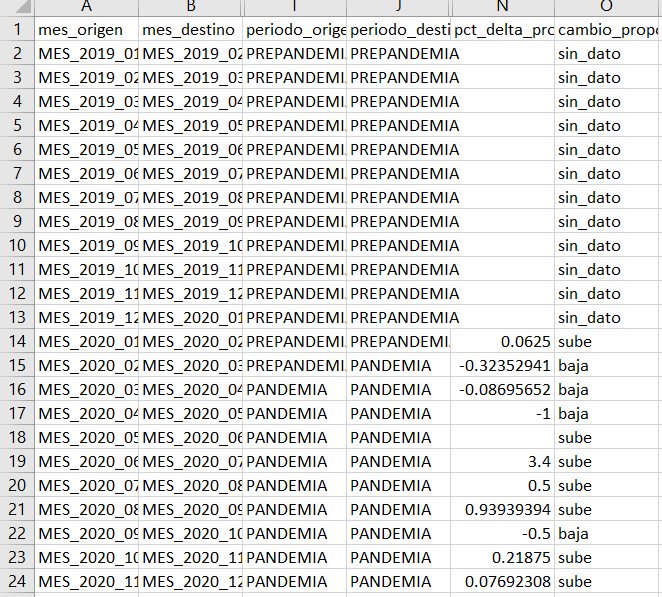 A B I J N O
1 mes_origen mes_destino periodo_orige periodo_desti pct_delta_pro cambio_propo
2 MES_2019_01 MES_2019_02 PREPANDEMI. PREPANDEMIA sin_dato
3 MES_2019_02 MES_2019_03 PREPANDEMI. PREPANDEMIA sin_dato
4 MES_2019_03 MES_2019_04 PREPANDEMI. PREPANDEMIA sin_dato
5 MES_2019_04 MES_2019_05 PREPANDEMI. PREPANDEMIA sin_dato
6 MES_2019_05 MES_2019_06 PREPANDEMI. PREPANDEMIA sin_dato
7 MES_2019_06 MES_2019_07 PREPANDEMI. PREPANDEMIA sin_dato
8 MES_2019_07 MES_2019_08 PREPANDEMI. PREPANDEMIA sin_dato
9 MES_2019_08 MES_2019_09 PREPANDEMI. PREPANDEMIA sin_dato
10 MES_2019_09 MES_2019_10 PREPANDEMI. PREPANDEMIA sin_dato
11 MES_2019_10 MES_2019_11 PREPANDEMI. PREPANDEMIA sin_dato
12 MES_2019_11 MES_2019_12 PREPANDEMI. PREPANDEMIA sin_dato
13 MES_2019_12 MES_2020_01 PREPANDEMI. PREPANDEMIA sin_dato
14 MES_2020_01 MES_2020_02 PREPANDEMI. PREPANDEMI. 0.0625 sube
15 MES_2020_02 MES_2020_03 PREPANDEMI. PANDEMIA -0.32352941 baja
16 MES_2020_03 MES_2020_04 PANDEMIA PANDEMIA -0.08695652 baja
17 MES_2020_04 MES_2020_05 PANDEMIA PANDEMIA -1 baja
18 MES_2020_05 MES_2020_06 PANDEMIA PANDEMIA sube
19 MES_2020_06 MES_2020_07 PANDEMIA PANDEMIA 3.4 sube
20 MES_2020_07 MES_2020_08 PANDEMIA PANDEMIA 0.5 sube
21 MES_2020_08 MES_2020_09 PANDEMIA PANDEMIA 0.93939394 sube
22 MES_2020_09 MES_2020_10 PANDEMIA PANDEMIA -0.5 baja
23 MES_2020_10 MES_2020_11 PANDEMIA PANDEMIA 0.21875 sube
24 MES_2020_11 MES_2020_12 PANDEMIA PANDEMIA 0.07692308 sube